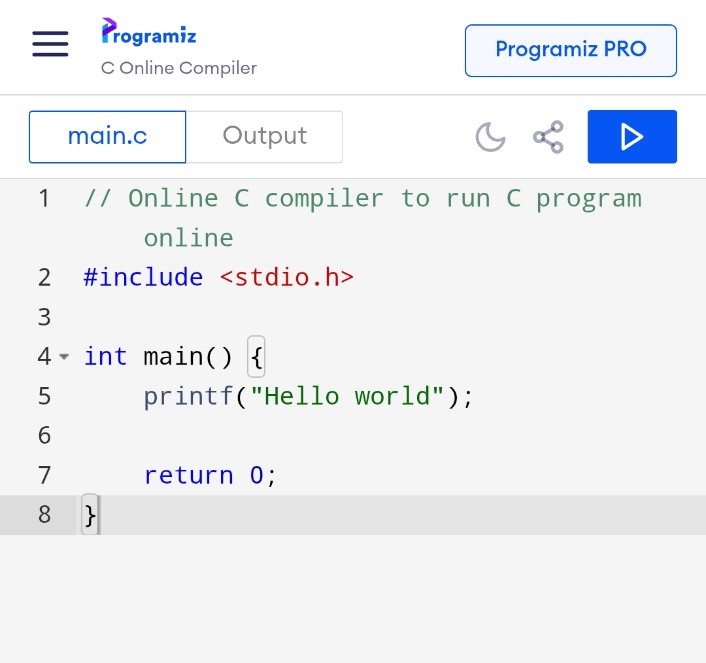 Programiz
C Online Compiler
Programiz PRO
main.c
Output
1 // Online C compiler to run C program
online
2 #include <stdio.h>
3
4 int main() {
5     printf("Hello world");
6
7     return 0;
8 }